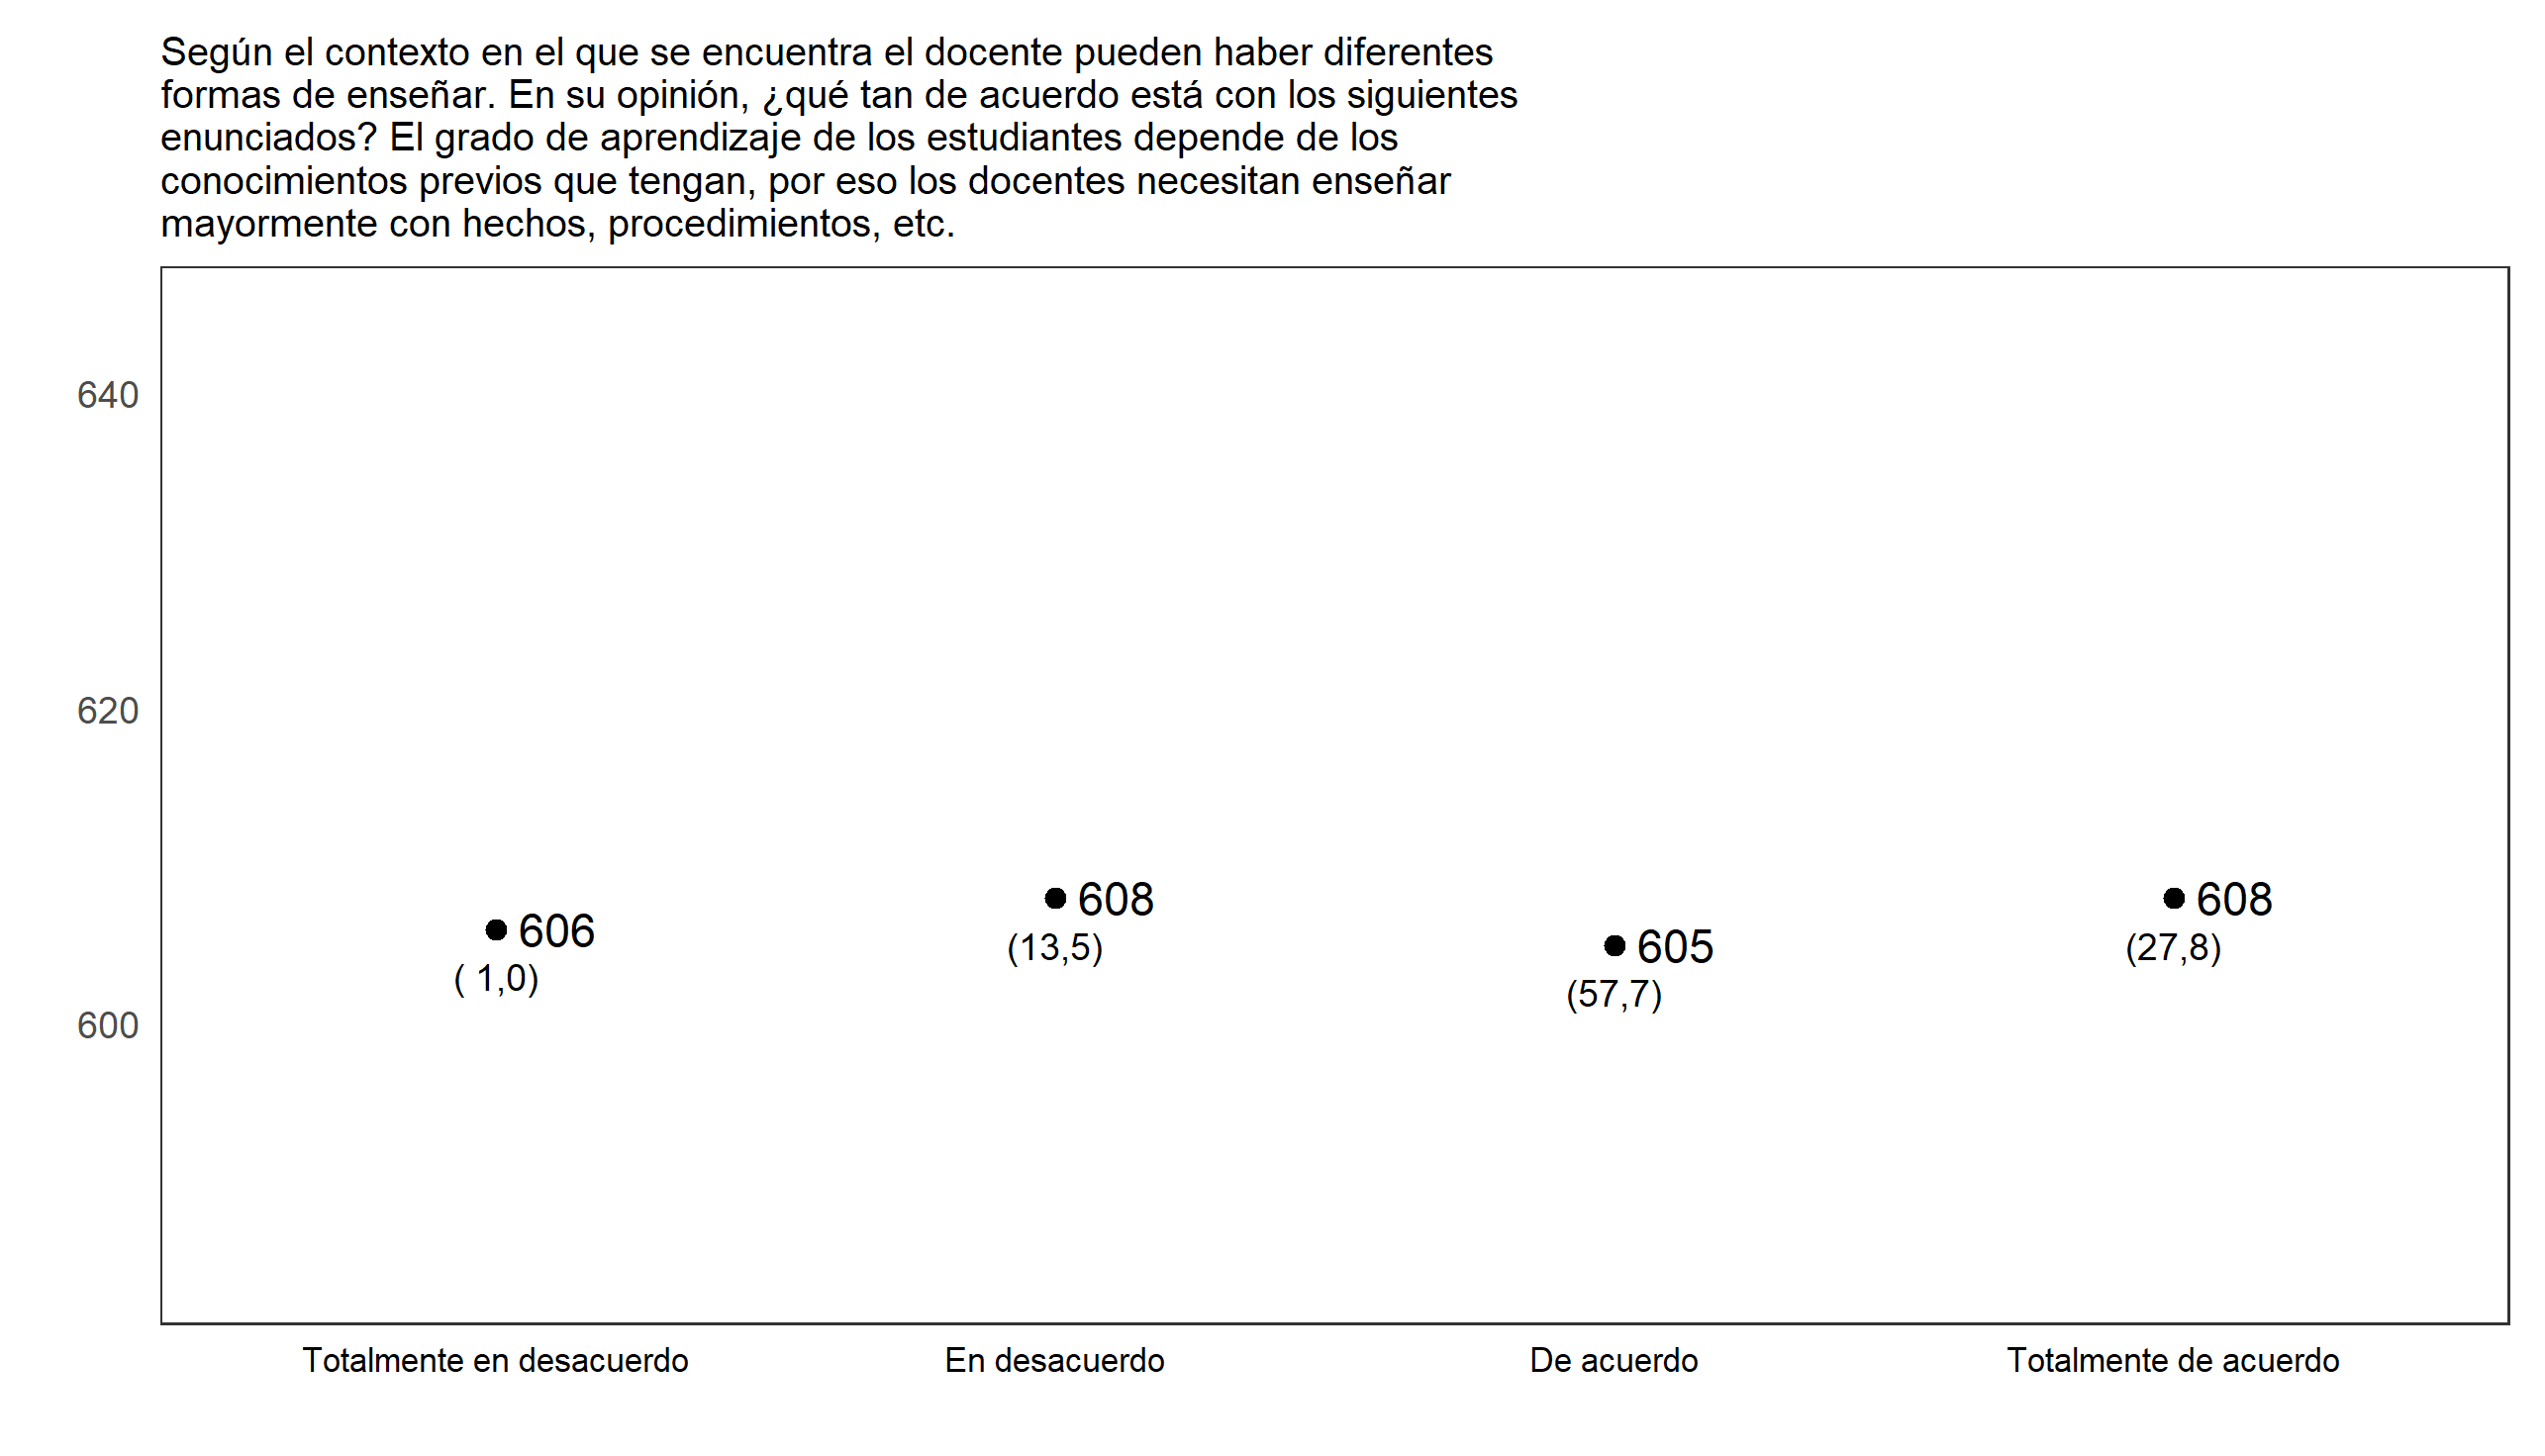 Según el contexto en el que se encuentra el docente pueden haber diferentes
formas de enseñar. En su opinión, ¿qué tan de acuerdo está con los siguientes
enunciados? El grado de aprendizaje de los estudiantes depende de los
conocimientos previos que tengan, por eso los docentes necesitan enseñar
mayormente con hechos, procedimientos, etc.
640
620
600
606
( 1,0)
608
(13,5)
605
(57,7)
608
(27,8)
Totalmente en desacuerdo
En desacuerdo
De acuerdo
Totalmente de acuerdo